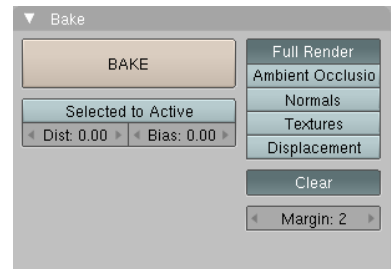 Bake
BAKE
Selected to Active
Dist: 0.00
Bias: 0.00
Full Render
Ambient Occlusio
Normals
Textures
Displacement
Clear
Margin: 2